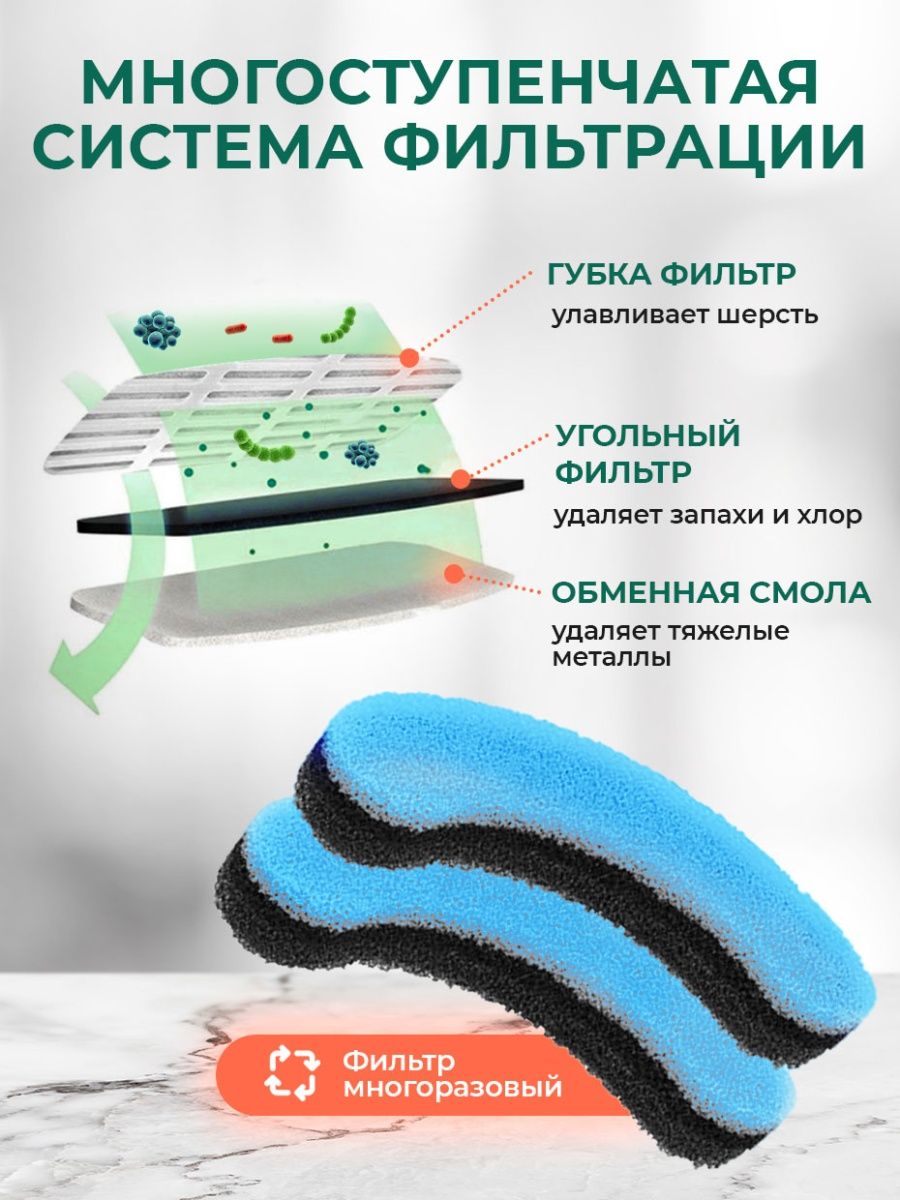 МНОГОСТУПЕНЧАТАЯ
СИСТЕМА ФИЛЬТРАЦИИ
ГУБКА ФИЛЬТР
улавливает шерсть
УГОЛЬНЫЙ
ФИЛЬТР
удаляет запахи и хлор
ОБМЕННАЯ СМОЛА
удаляет тяжелые
металлы
Фильтр
многоразовый